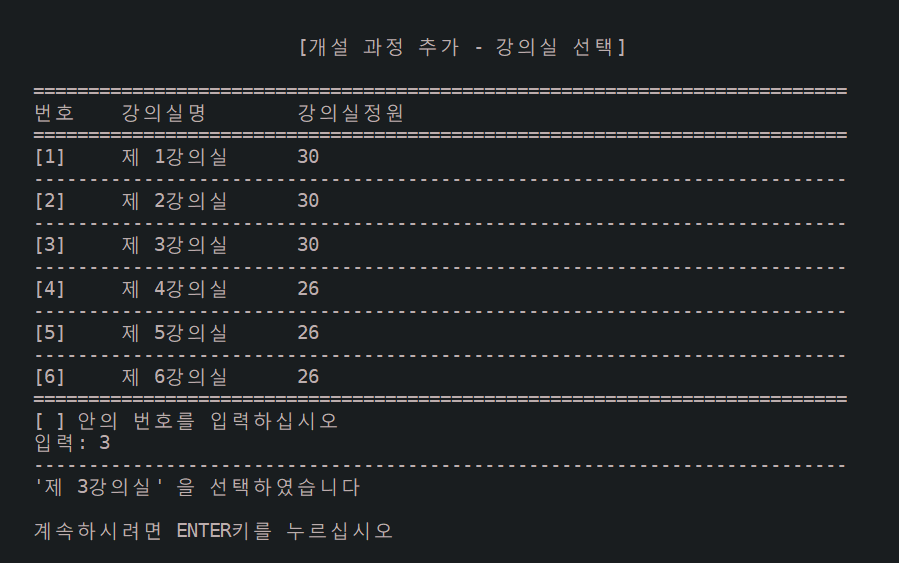 [개설 과정 추가 - 강의실 선택]
==========================================================================
번호 강의실명 강의실정원
==========================================================================
[1] 제 1강의실 30
--------------------------------------------------------------------------
[2] 제 2강의실 30
--------------------------------------------------------------------------
[3] 제 3강의실 30
--------------------------------------------------------------------------
[4] 제 4강의실 26
--------------------------------------------------------------------------
[5] 제 5강의실 26
--------------------------------------------------------------------------
[6] 제 6강의실 26
==========================================================================
[ ] 안의 번호를 입력하십시오
입력: 3
--------------------------------------------------------------------------
'제 3강의실' 을 선택하였습니다
계속하시려면 ENTER키를 누르십시오